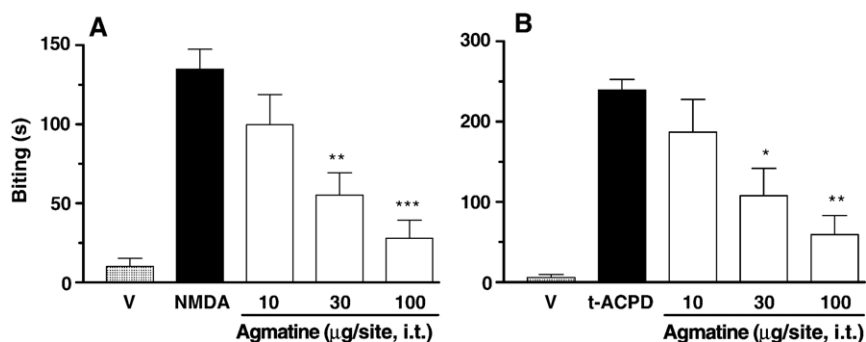 A
150
100
50
0
Biting (s)
**
***
V NMDA 10 30 100
Agmatine (μg/site, i.t.)
B
300
200
100
0
*
**
V t-ACPD 10 30 100
Agmatine (μg/site, i.t.)